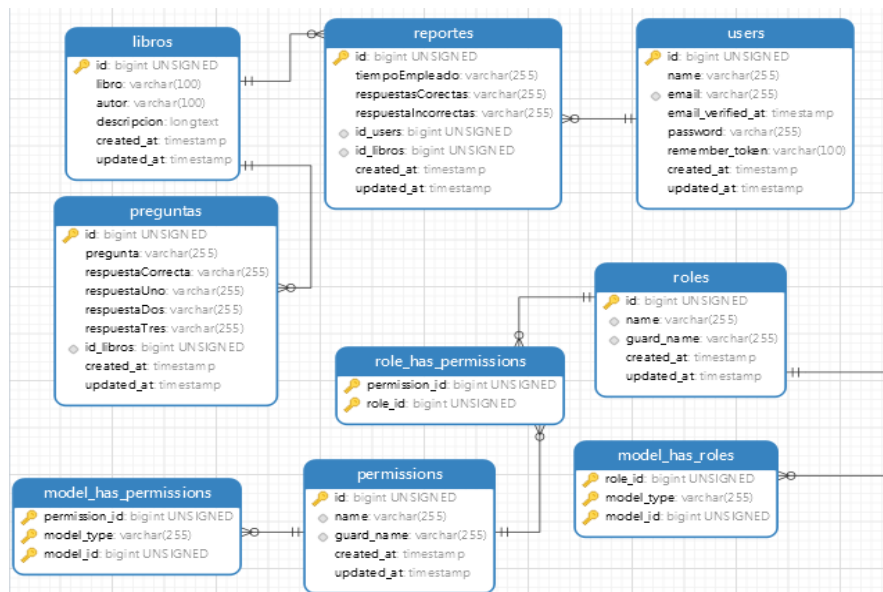 libros
id: bigint UNSIGNED
libro: varchar(100)
autor: varchar(100)
descripcion: longtext
created_at: timestamp
updated_at: timestamp
reportes
id: bigint UNSIGNED
tiempoEmpleado: varchar(255)
respuestasCorectas: varchar(255)
respuestaIncorrectas: varchar(255)
id_users: bigint UNSIGNED
id_libros: bigint UNSIGNED
created_at: timestamp
updated_at: timestamp
users
id: bigint UNSIGNED
name: varchar(255)
email: varchar(255)
email_verified_at: timestamp
password: varchar(255)
remember_token: varchar(100)
created_at: timestamp
updated_at: timestamp
preguntas
id: bigint UNSIGNED
pregunta: varchar(255)
respuestaCorrecta: varchar(255)
respuestaUno: varchar(255)
respuestaDos: varchar(255)
respuestaTres: varchar(255)
id_libros: bigint UNSIGNED
created_at: timestamp
updated_at: timestamp
roles
id: bigint UNSIGNED
name: varchar(255)
guard_name: varchar(255)
created_at: timestamp
updated_at: timestamp
role_has_permissions
permission_id: bigint UNSIGNED
role_id: bigint UNSIGNED
model_has_roles
role_id: bigint UNSIGNED
model_type: varchar(255)
model_id: bigint UNSIGNED
permissions
id: bigint UNSIGNED
name: varchar(255)
guard_name: varchar(255)
created_at: timestamp
updated_at: timestamp
model_has_permissions
permission_id: bigint UNSIGNED
model_type: varchar(255)
model_id: bigint UNSIGNED